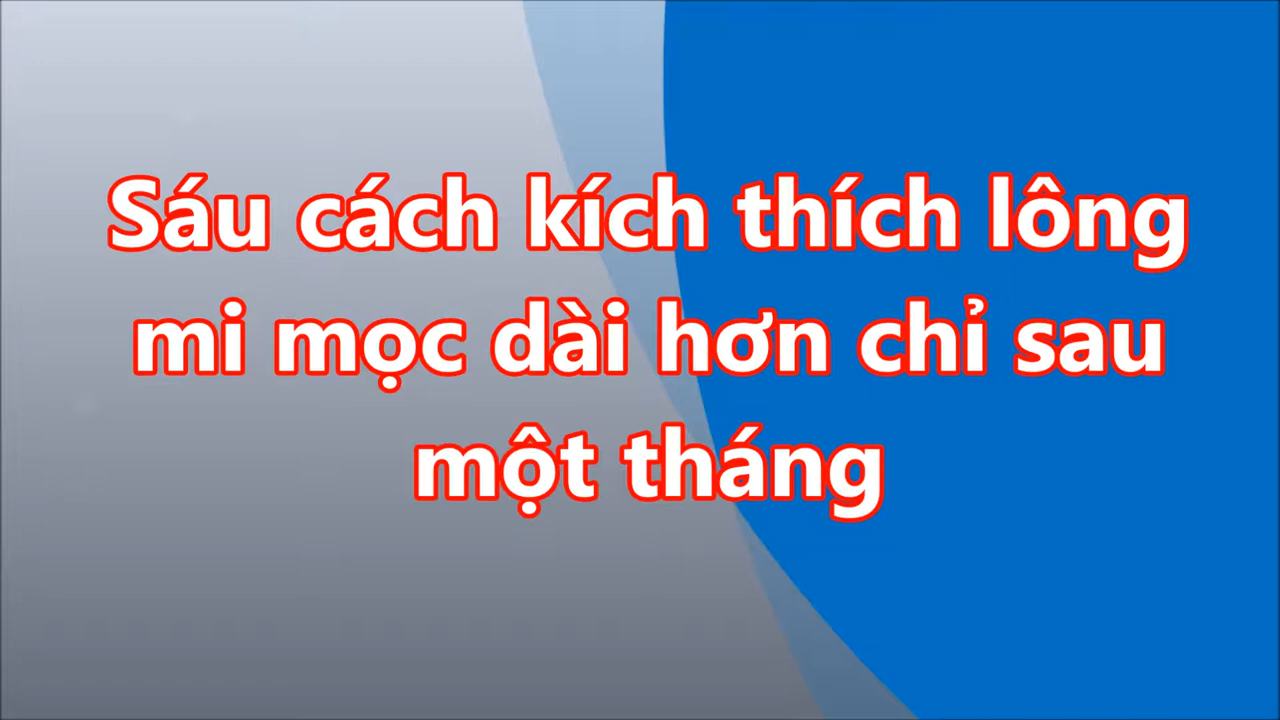 Sáu cách kích thích lông
mi mọc dài hơn chỉ sau
một tháng